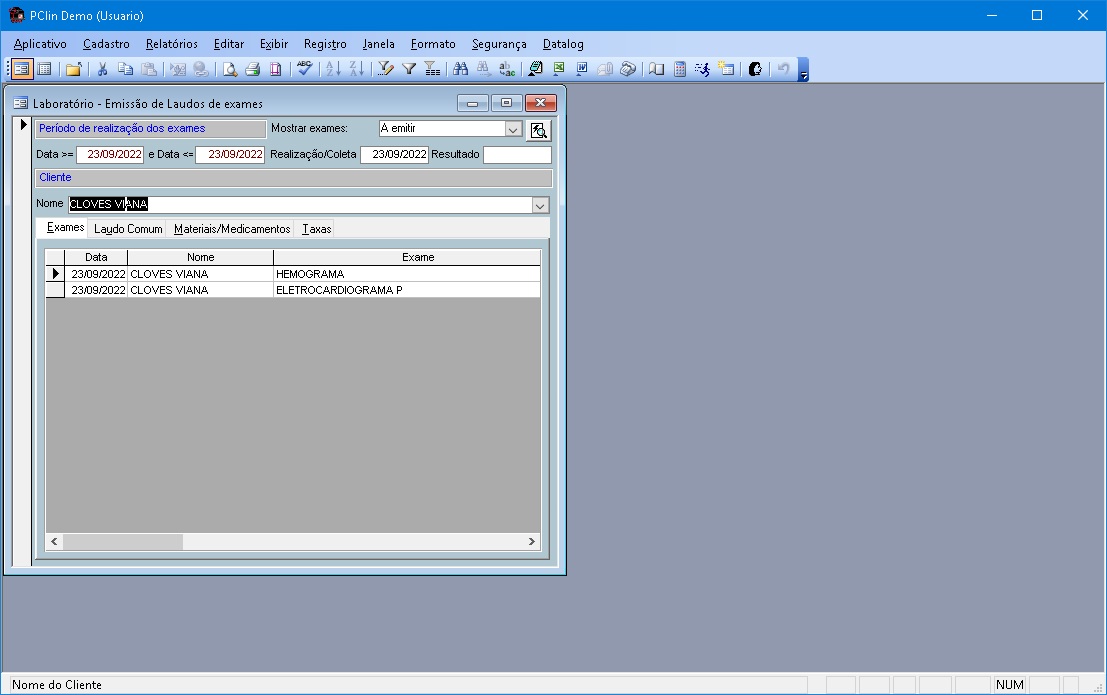 PClin Demo (Usuario)
Aplicativo Cadastro Relatórios Editar Exibir Registro Janela Formato Segurança Datalog
Laboratório - Emissão de Laudos de exames
Período de realização dos exames Mostrar exames: A emitir
Data >= 23/09/2022 e Data <= 23/09/2022 Realização/Coleta 23/09/2022 Resultado
Cliente
Nome CLOVES VIANA
Exames Laudo Comum Materiais/Medicamentos Taxas
Data Nome Exame
23/09/2022 CLOVES VIANA HEMOGRAMA
23/09/2022 CLOVES VIANA ELETROCARDIOGRAMA P
Nome do Cliente NUM